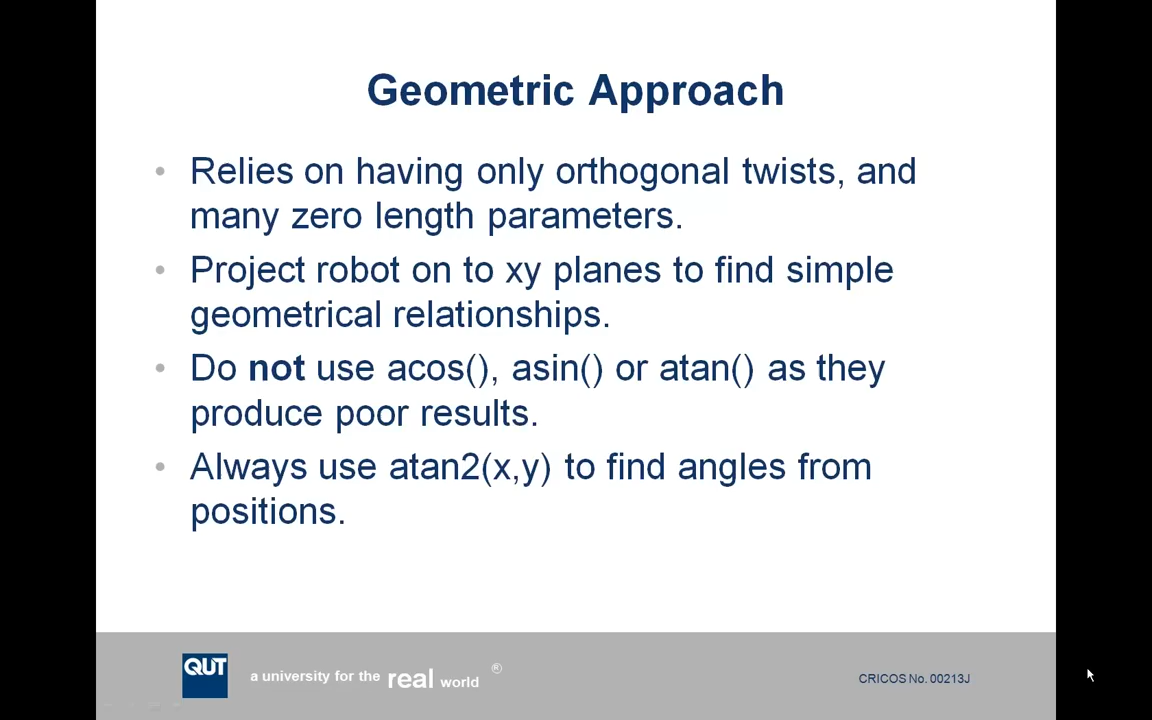 Geometric Approach
• Relies on having only orthogonal twists, and
many zero length parameters.
• Project robot on to xy planes to find simple
geometrical relationships.
• Do not use acos(), asin() or atan() as they
produce poor results.
• Always use atan2(x,y) to find angles from
positions.
QUT
a university for the real world ®
CRICOS No. 00213J